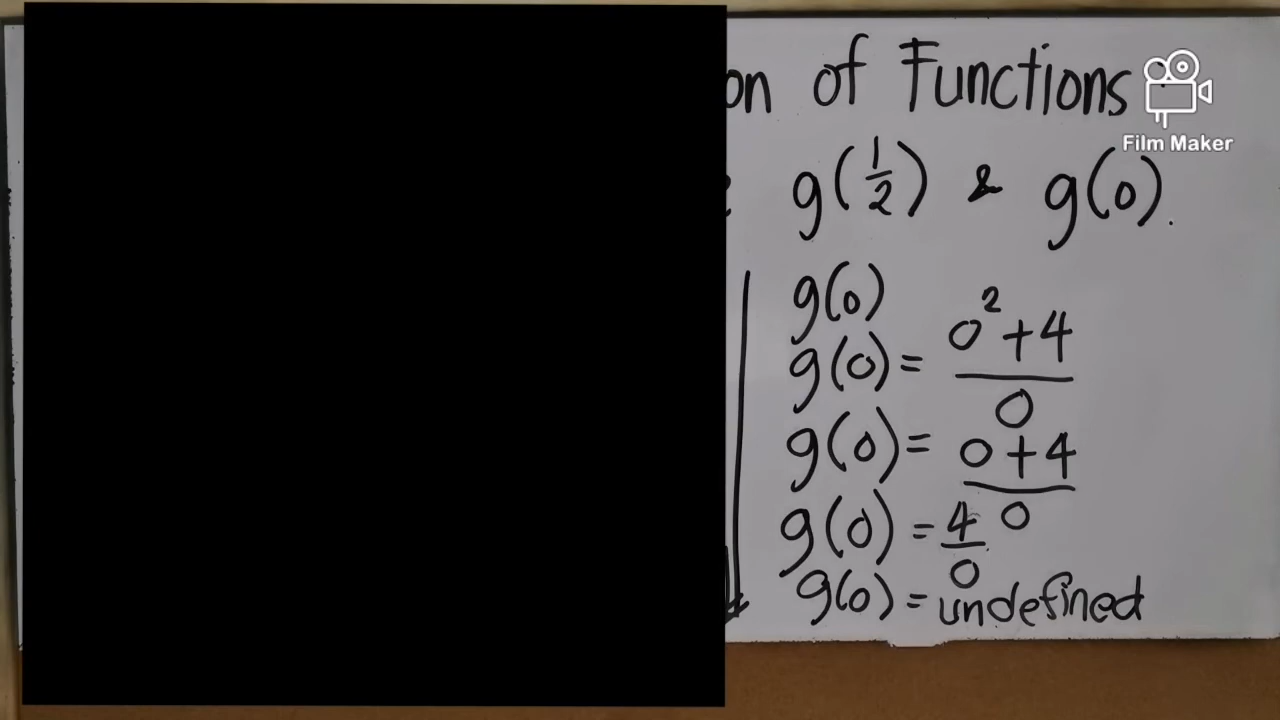 on of Functions
Film Maker
g(1/2) & g(0).
g(0)
g(0) = 0²+4/0
g(0) = 0+4/0
g(0) = 4/0
g(0) = undefined